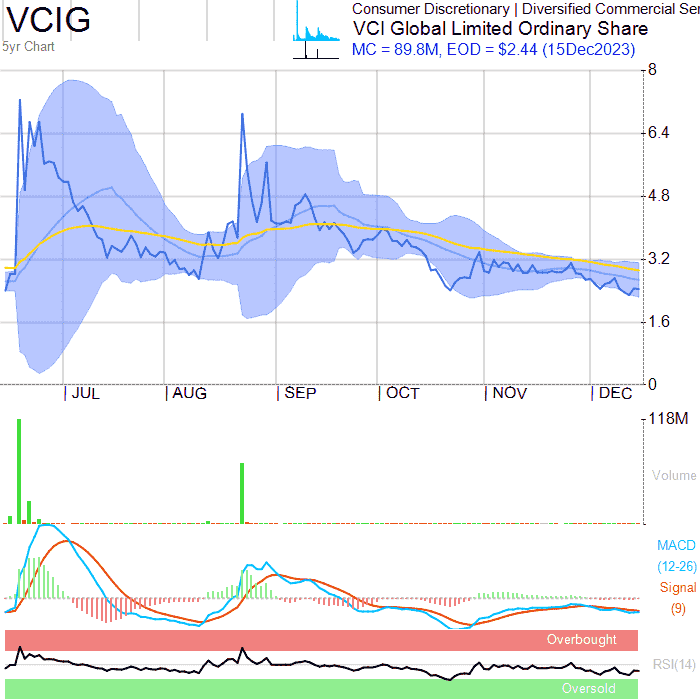 VCIG
Consumer Discretionary | Diversified Commercial Ser
VCI Global Limited Ordinary Share
5yr Chart
MC = 89.8M, EOD = $2.44 (15Dec2023)
8
6.4
4.8
3.2
1.6
0
JUL AUG SEP OCT NOV DEC
118M
Volume
MACD
(12-26)
Signal
(9)
Overbought
RSI(14)
Oversold